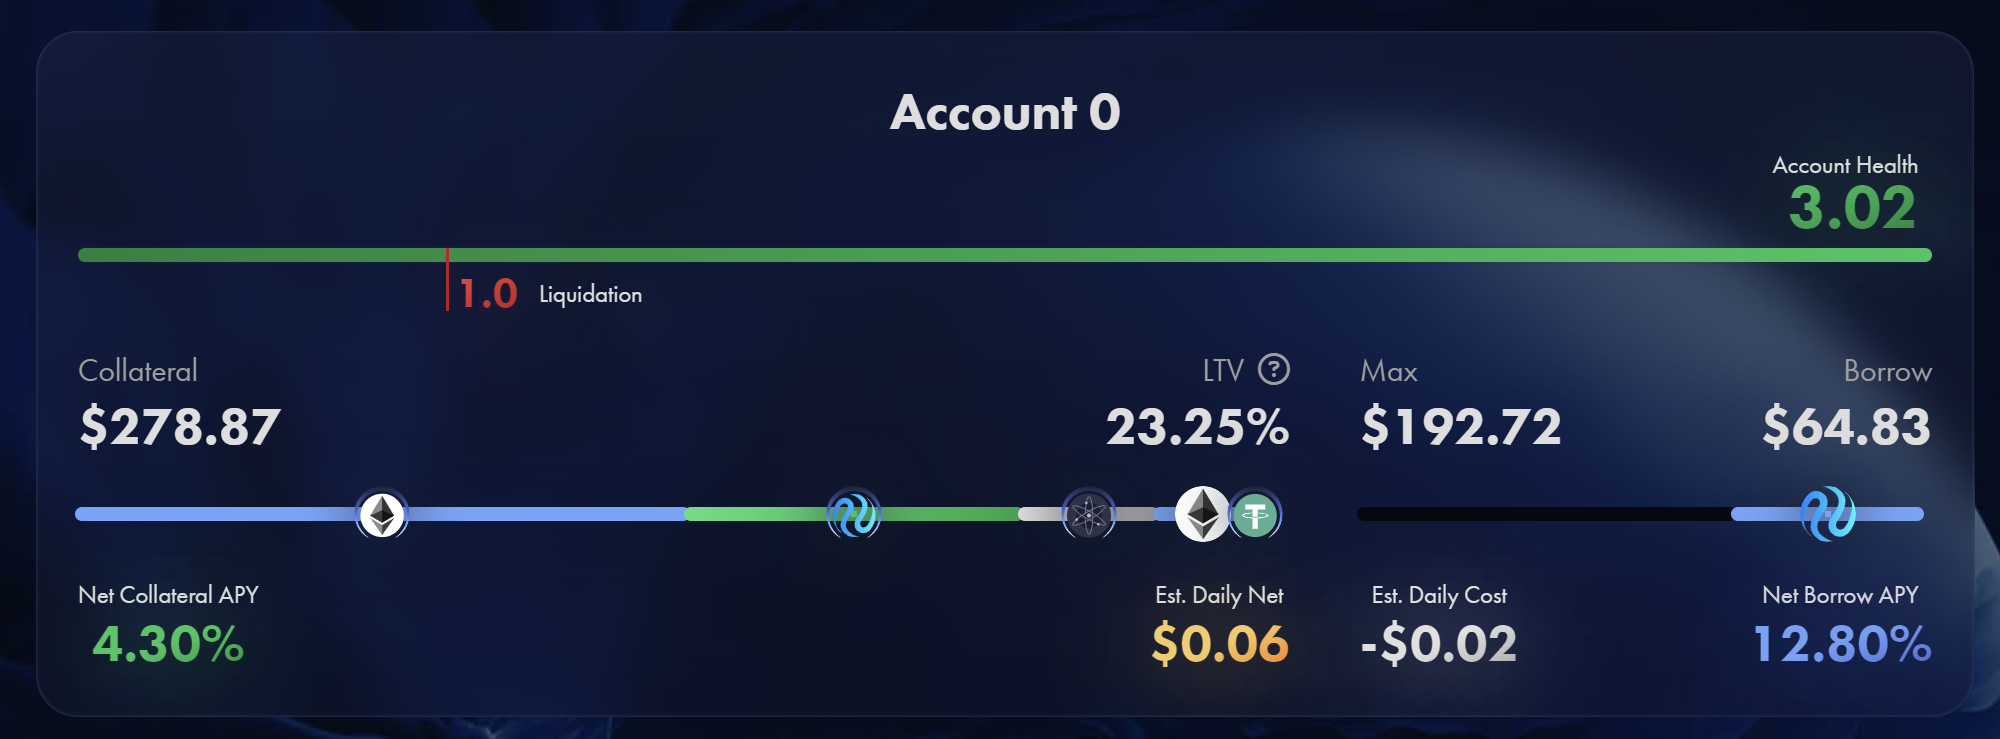 Account 0
Account Health
3.02
1.0 Liquidation
Collateral
$278.87
LTV ?
23.25%
Max
$192.72
Borrow
$64.83
Net Collateral APY
4.30%
Est. Daily Net
$0.06
Est. Daily Cost
-$0.02
Net Borrow APY
12.80%